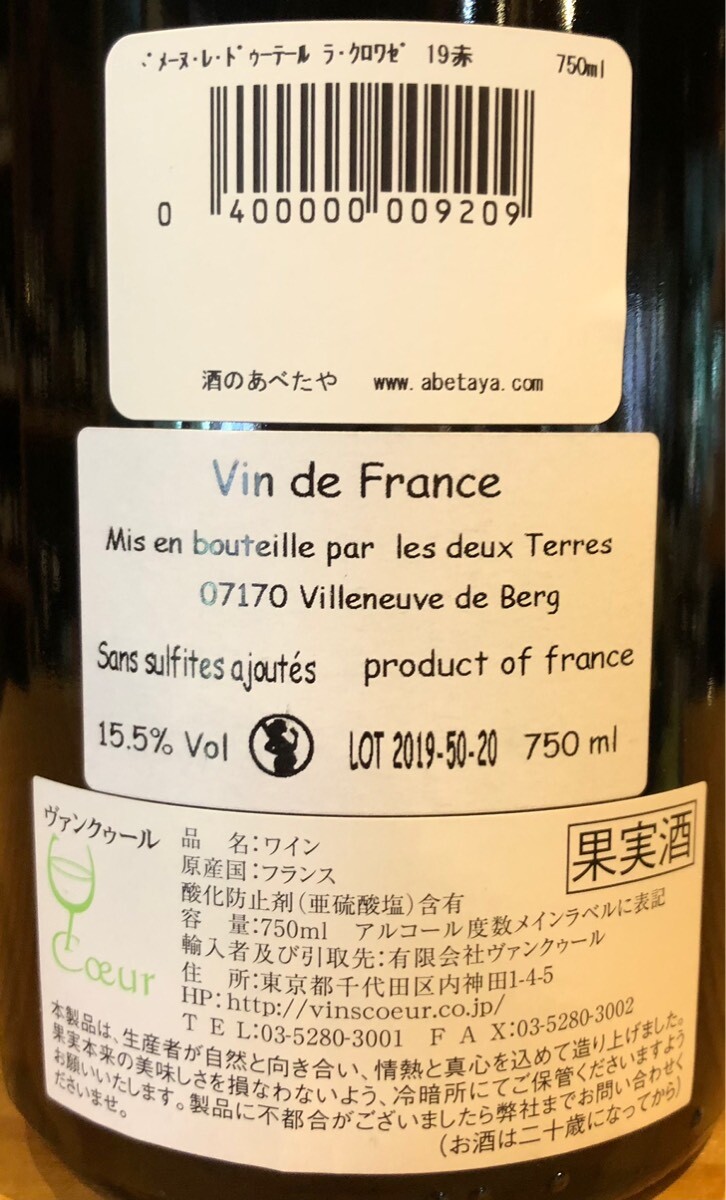 ﾄﾞﾒｰﾇ･ﾚ･ﾄﾞｩｰﾃｰﾙ ﾗ･ｸﾛﾜｾﾞ 19赤 750ml
0 400000 009209
酒のあべたや www.abetaya.com
Vin de France
Mis en bouteille par les deux Terres
07170 Villeneuve de Berg
Sans sulfites ajoutés product of france
15.5% Vol LOT 2019-50-20 750 ml
ヴァンクゥール
Cœur
果実酒
品 名:ワイン
原産国:フランス
酸化防止剤(亜硫酸塩)含有
容 量:750ml アルコール度数メインラベルに表記
輸入者及び引取先:有限会社ヴァンクゥール
住 所:東京都千代田区内神田1-4-5
HP:http://vinscoeur.co.jp/
T E L:03-5280-3001 F A X:03-5280-3002
本製品は、生産者が自然と向き合い、情熱と真心を込めて造り上げました。
果実本来の美味しさを損なわないよう、冷暗所にてご保管くださいますよう
お願いいたします。製品に不都合がございましたら弊社までお問い合わせく
ださいませ。
(お酒は二十歳になってから)